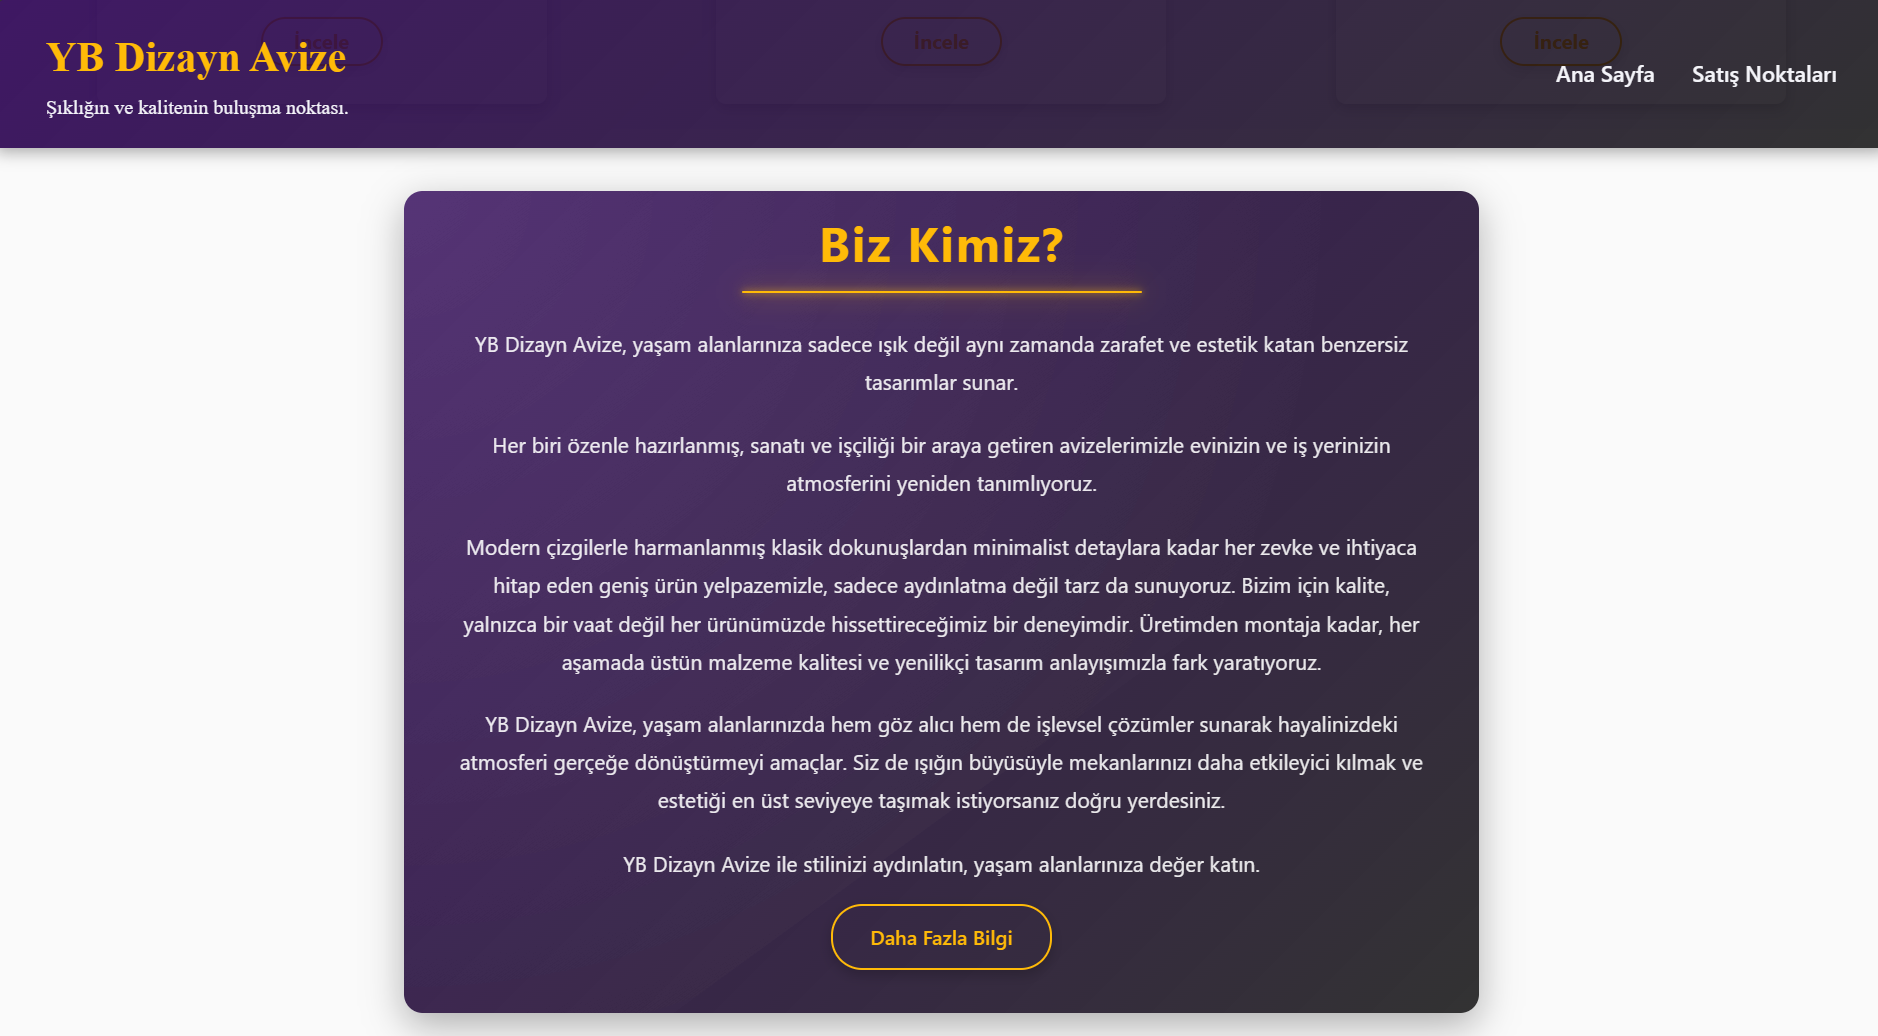 İncele
İncele
İncele
YB Dizayn Avize
Şıklığın ve kalitenin buluşma noktası.
Ana Sayfa
Satış Noktaları
Biz Kimiz?
YB Dizayn Avize, yaşam alanlarınıza sadece ışık değil aynı zamanda zarafet ve estetik katan benzersiz
tasarımlar sunar.
Her biri özenle hazırlanmış, sanatı ve işçiliği bir araya getiren avizelerimizle evinizin ve iş yerinizin
atmosferini yeniden tanımlıyoruz.
Modern çizgilerle harmanlanmış klasik dokunuşlardan minimalist detaylara kadar her zevke ve ihtiyaca
hitap eden geniş ürün yelpazemizle, sadece aydınlatma değil tarz da sunuyoruz. Bizim için kalite,
yalnızca bir vaat değil her ürünümüzde hissettireceğimiz bir deneyimdir. Üretimden montaja kadar, her
aşamada üstün malzeme kalitesi ve yenilikçi tasarım anlayışımızla fark yaratıyoruz.
YB Dizayn Avize, yaşam alanlarınızda hem göz alıcı hem de işlevsel çözümler sunarak hayalinizdeki
atmosferi gerçeğe dönüştürmeyi amaçlar. Siz de ışığın büyüsüyle mekanlarınızı daha etkileyici kılmak ve
estetiği en üst seviyeye taşımak istiyorsanız doğru yerdesiniz.
YB Dizayn Avize ile stilinizi aydınlatın, yaşam alanlarınıza değer katın.
Daha Fazla Bilgi